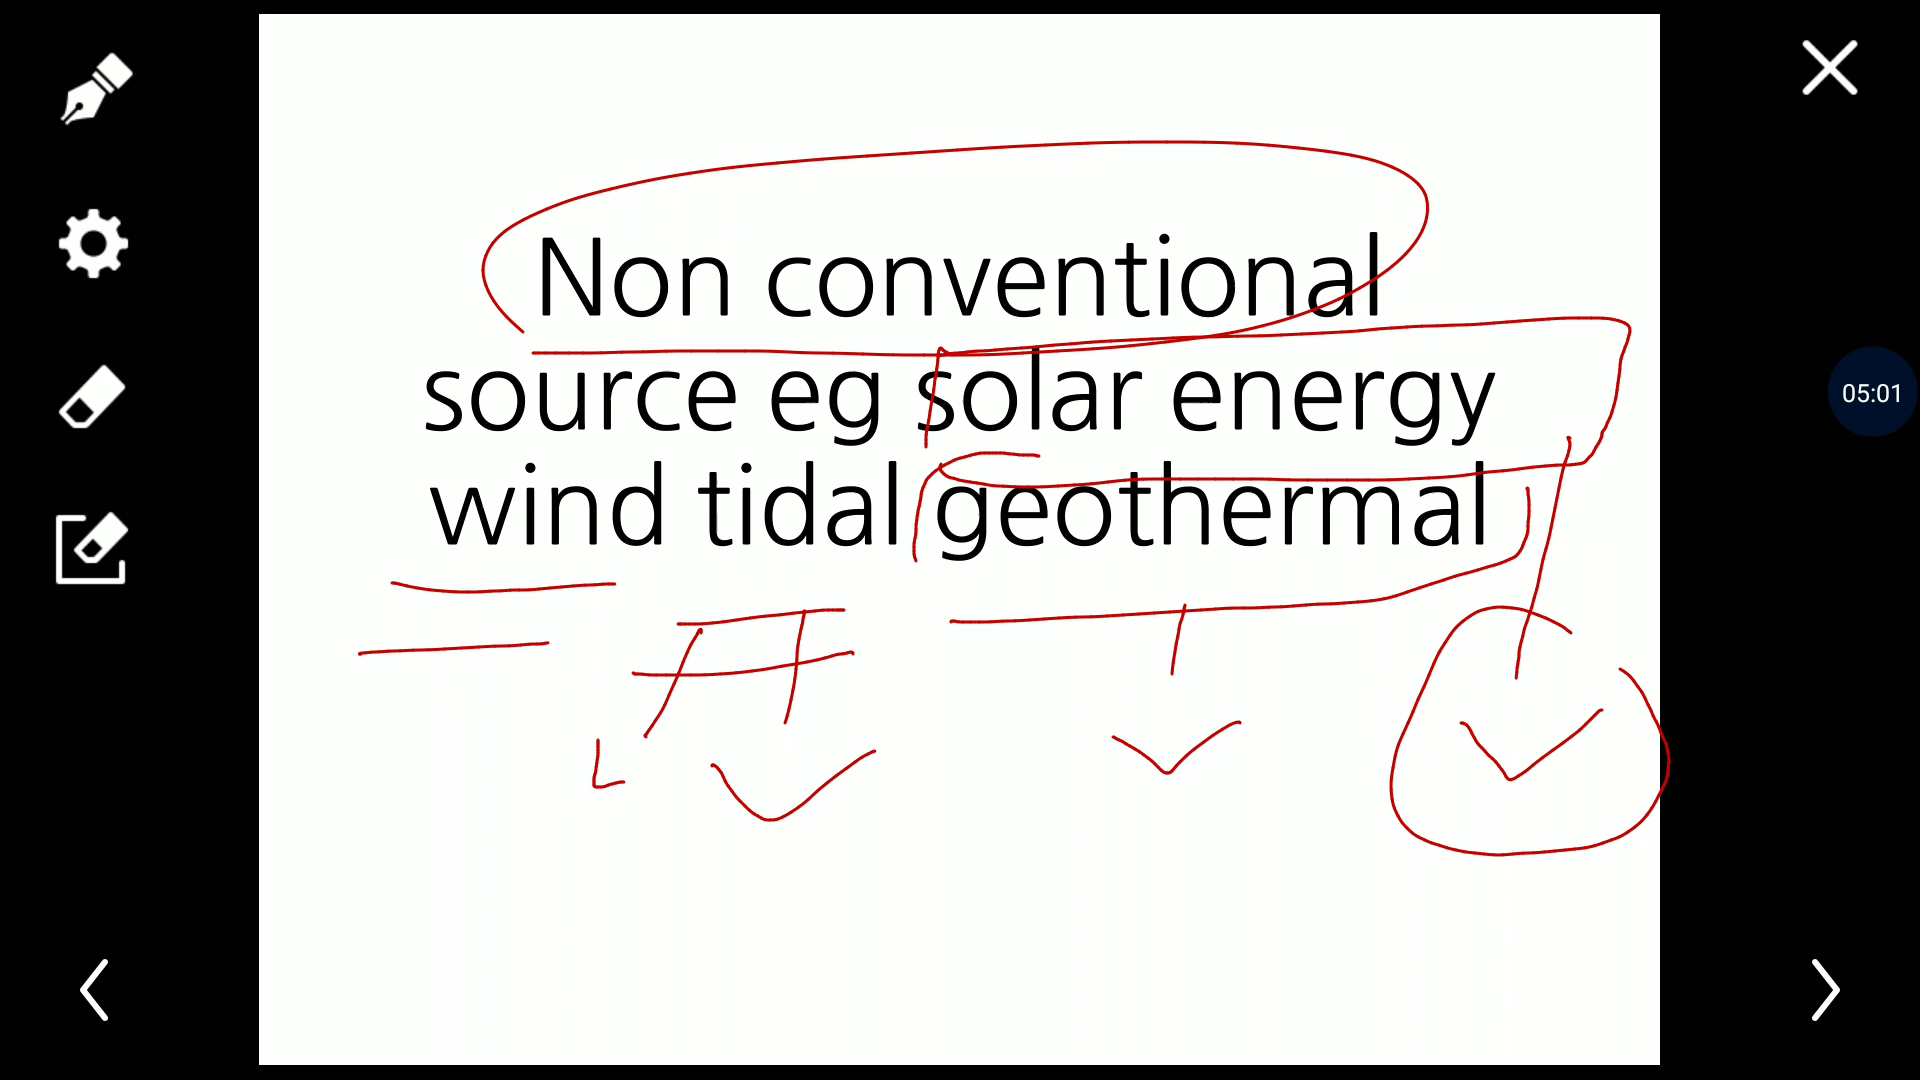 Non conventional
source eg solar energy
wind tidal geothermal
05:01